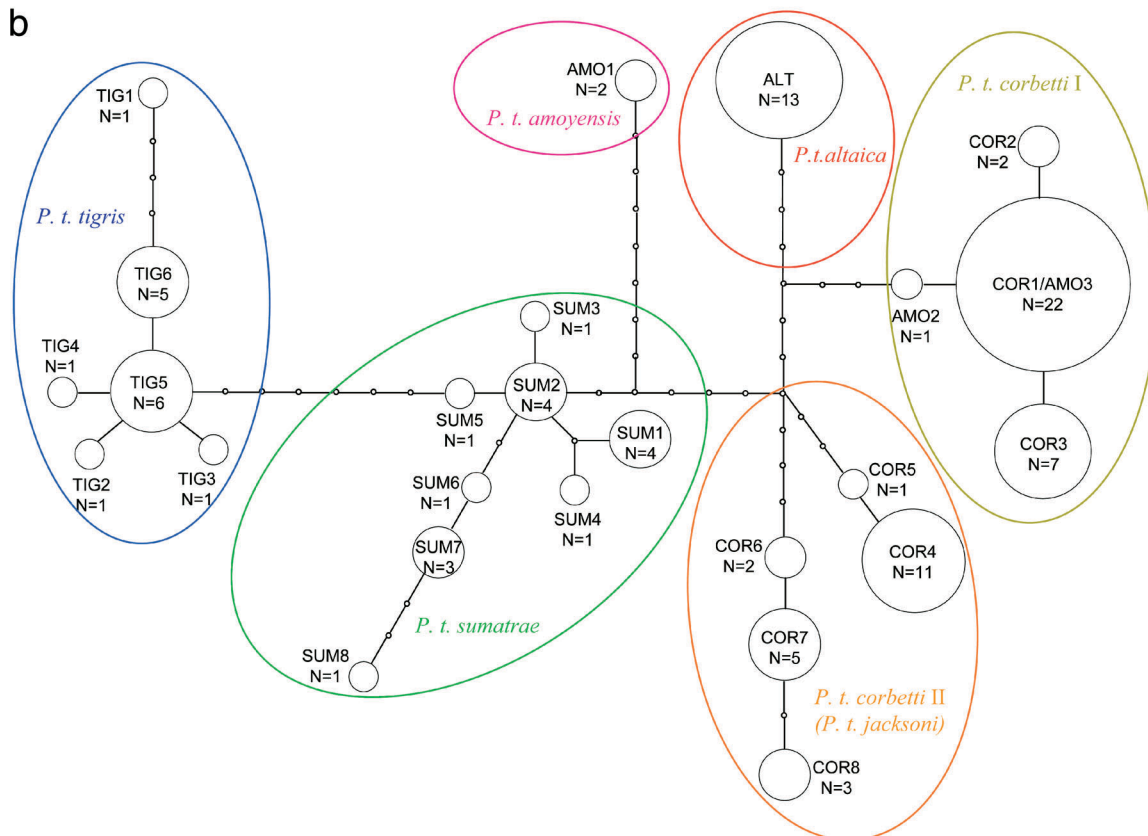 b
TIG1
N=1
P. t. tigris
TIG6
N=5
TIG4
N=1
TIG5
N=6
TIG2
N=1
TIG3
N=1
AMO1
N=2
P. t. amoyensis
ALT
N=13
P.t.altaica
P. t. corbetti I
COR2
N=2
COR1/AMO3
N=22
AMO2
N=1
COR3
N=7
SUM3
N=1
SUM2
N=4
SUM5
N=1
SUM1
N=4
SUM6
N=1
SUM4
N=1
SUM7
N=3
P. t. sumatrae
SUM8
N=1
COR5
N=1
COR4
N=11
COR6
N=2
COR7
N=5
P. t. corbetti II
(P. t. jacksoni)
COR8
N=3